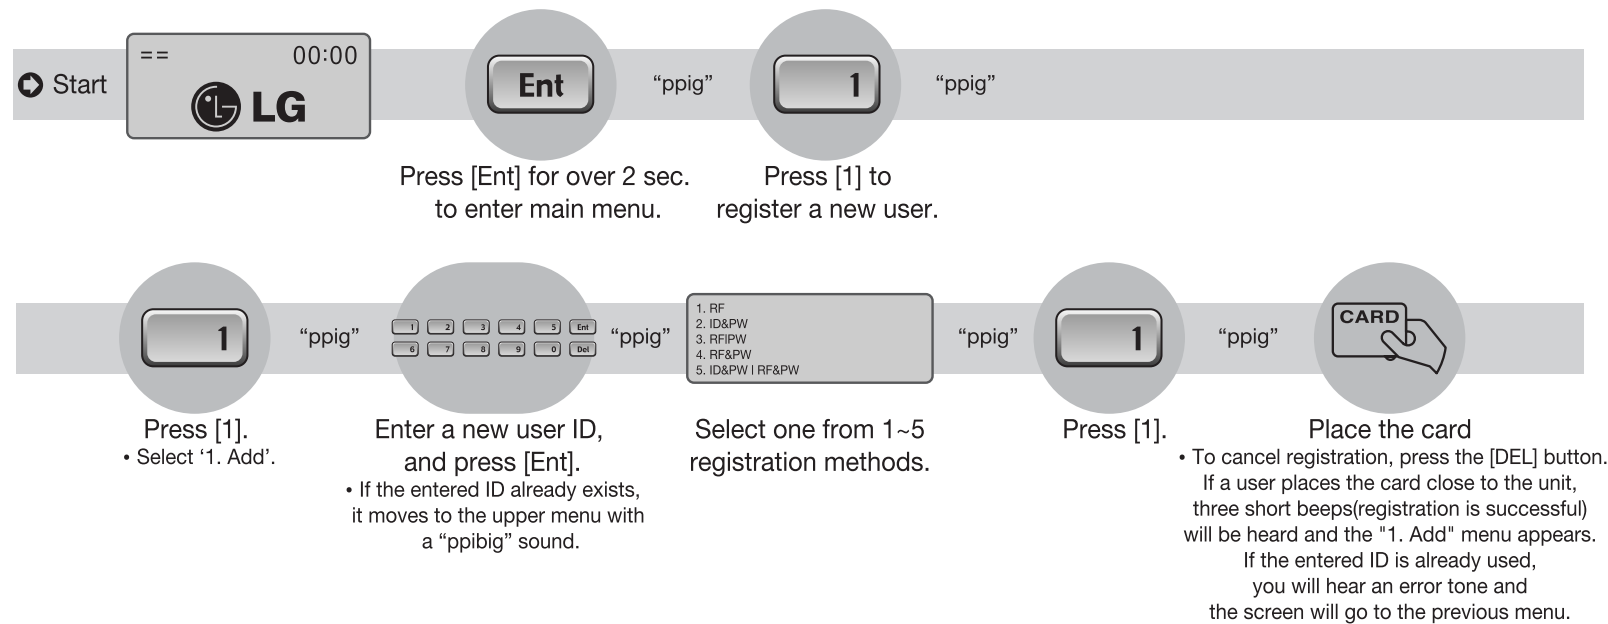 Start
== 00:00
LG
Ent
“ppig”
1
“ppig”
Press [Ent] for over 2 sec.
to enter main menu.
Press [1] to
register a new user.
1
“ppig”
1 2 3 4 5 Ent
6 7 8 9 0 Del
“ppig”
1. RF
2. ID&PW
3. RF|PW
4. RF&PW
5. ID&PW | RF&PW
“ppig”
1
“ppig”
CARD
Press [1].
• Select ‘1. Add’.
Enter a new user ID,
and press [Ent].
• If the entered ID already exists,
it moves to the upper menu with
a “ppibig” sound.
Select one from 1~5
registration methods.
Press [1].
Place the card
• To cancel registration, press the [DEL] button.
If a user places the card close to the unit,
three short beeps(registration is successful)
will be heard and the "1. Add" menu appears.
If the entered ID is already used,
you will hear an error tone and
the screen will go to the previous menu.